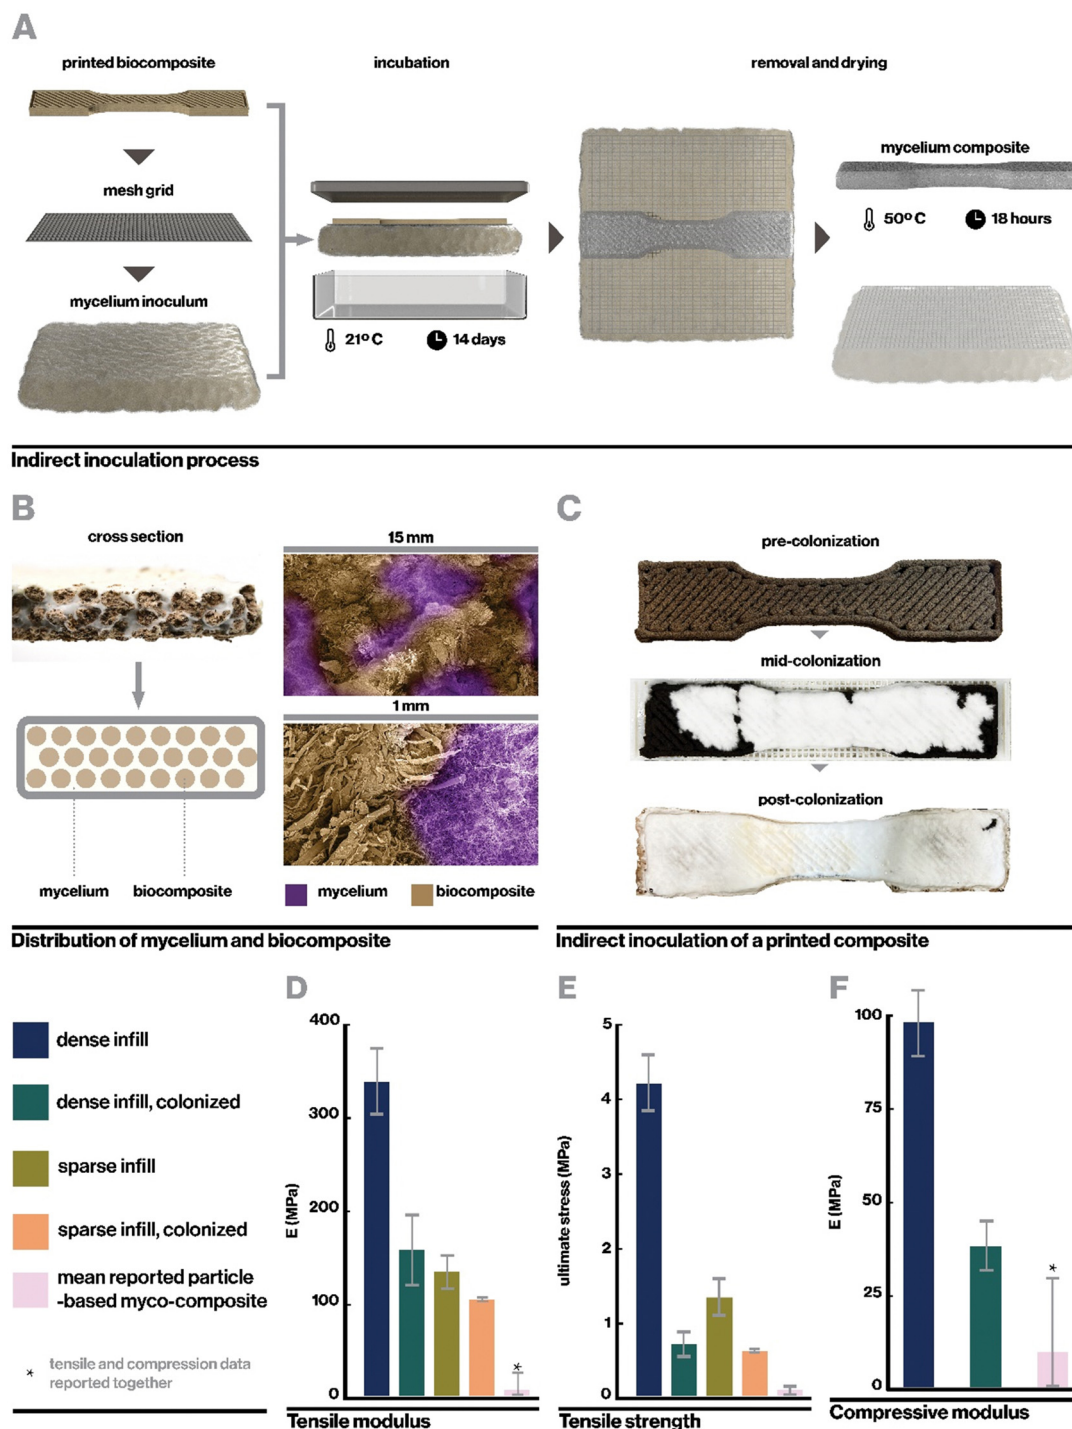 A
printed biocomposite
incubation
removal and drying
mesh grid
mycelium composite
50° C
18 hours
mycelium inoculum
21° C
14 days
Indirect inoculation process
B
cross section
15 mm
1 mm
mycelium
biocomposite
mycelium
biocomposite
Distribution of mycelium and biocomposite
C
pre-colonization
mid-colonization
post-colonization
Indirect inoculation of a printed composite
dense infill
dense infill, colonized
sparse infill
sparse infill, colonized
mean reported particle
-based myco-composite
* tensile and compression data
reported together
D
400
300
200
100
0
E (MPa)
*
Tensile modulus
E
5
4
3
2
1
0
ultimate stress (MPa)
Tensile strength
F
100
75
50
25
0
E (MPa)
*
Compressive modulus